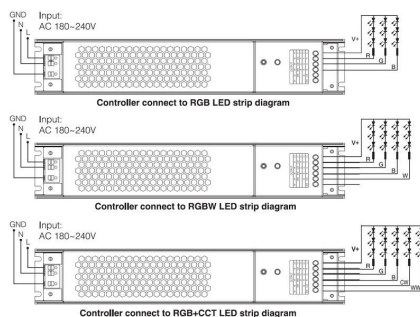 GND
Input:
N
AC 180~240V
L
V+
R
G
B
Controller connect to RGB LED strip diagram
GND
Input:
N
AC 180~240V
L
V+
R
G
B
W
Controller connect to RGBW LED strip diagram
GND
Input:
N
AC 180~240V
L
V+
R
G
B
CW
WW
Controller connect to RGB+CCT LED strip diagram